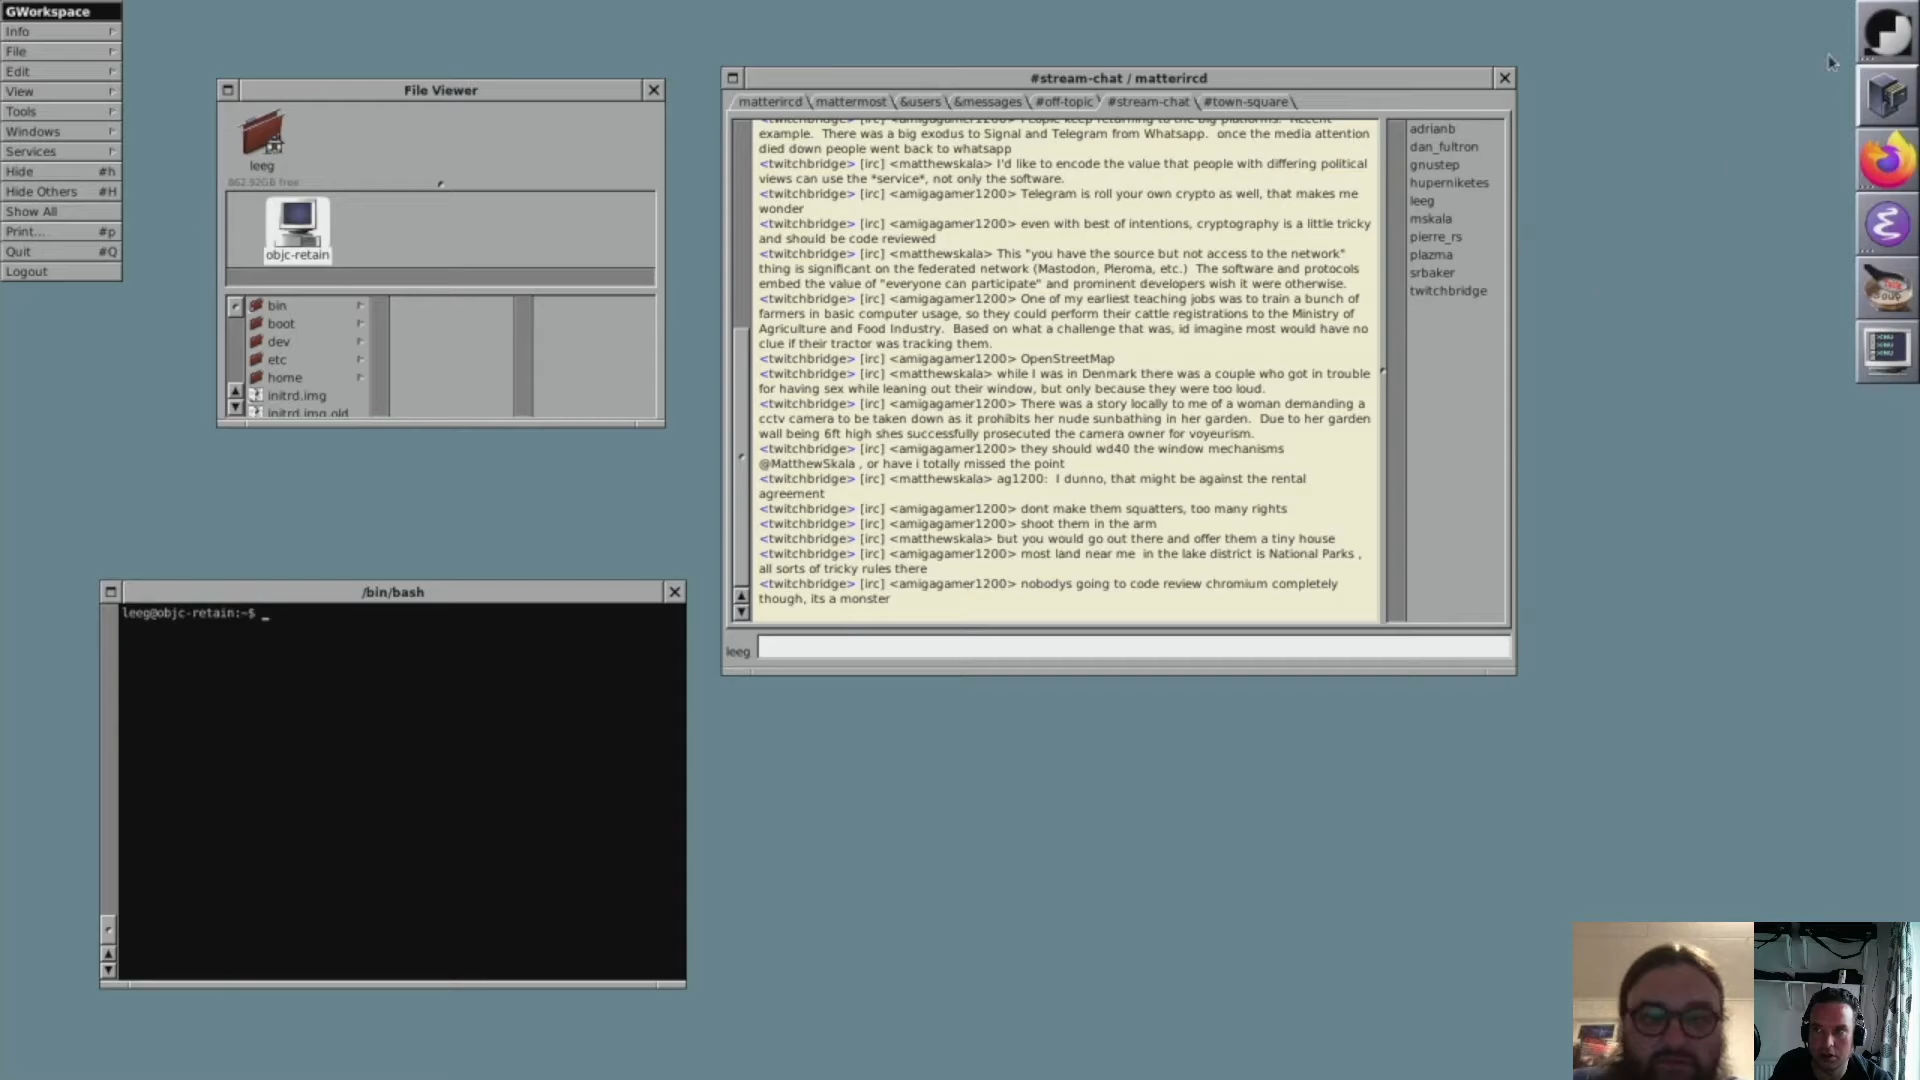 GWorkspace
Info
File
Edit
View
Tools
Windows
Services
Hide #h
Hide Others #H
Show All
Print... #p
Quit #Q
Logout
File Viewer
leeg
862.92GB free
objc-retain
bin
boot
dev
etc
home
initrd.img
initrd.img.old
/bin/bash
leeg@objc-retain:~$ _
#stream-chat / matterircd
matterircd \ mattermost \ &users \ &messages \ #off-topic \ #stream-chat \ #town-square \
<twitchbridge> [irc] <amigagamer1200> People keep returning to the big platforms. Recent
example. There was a big exodus to Signal and Telegram from Whatsapp. once the media attention
died down people went back to whatsapp
<twitchbridge> [irc] <matthewskala> I'd like to encode the value that people with differing political
views can use the *service*, not only the software.
<twitchbridge> [irc] <amigagamer1200> Telegram is roll your own crypto as well, that makes me
wonder
<twitchbridge> [irc] <amigagamer1200> even with best of intentions, cryptography is a little tricky
and should be code reviewed
<twitchbridge> [irc] <matthewskala> This "you have the source but not access to the network"
thing is significant on the federated network (Mastodon, Pleroma, etc.) The software and protocols
embed the value of "everyone can participate" and prominent developers wish it were otherwise.
<twitchbridge> [irc] <amigagamer1200> One of my earliest teaching jobs was to train a bunch of
farmers in basic computer usage, so they could perform their cattle registrations to the Ministry of
Agriculture and Food Industry. Based on what a challenge that was, id imagine most would have no
clue if their tractor was tracking them.
<twitchbridge> [irc] <amigagamer1200> OpenStreetMap
<twitchbridge> [irc] <matthewskala> while I was in Denmark there was a couple who got in trouble
for having sex while leaning out their window, but only because they were too loud.
<twitchbridge> [irc] <amigagamer1200> There was a story locally to me of a woman demanding a
cctv camera to be taken down as it prohibits her nude sunbathing in her garden. Due to her garden
wall being 6ft high shes successfully prosecuted the camera owner for voyeurism.
<twitchbridge> [irc] <amigagamer1200> they should wd40 the window mechanisms
@MatthewSkala , or have i totally missed the point
<twitchbridge> [irc] <matthewskala> ag1200: I dunno, that might be against the rental
agreement
<twitchbridge> [irc] <amigagamer1200> dont make them squatters, too many rights
<twitchbridge> [irc] <amigagamer1200> shoot them in the arm
<twitchbridge> [irc] <matthewskala> but you would go out there and offer them a tiny house
<twitchbridge> [irc] <amigagamer1200> most land near me in the lake district is National Parks ,
all sorts of tricky rules there
<twitchbridge> [irc] <amigagamer1200> nobodys going to code review chromium completely
though, its a monster
leeg
adrianb
dan_fultron
gnustep
huperniketes
leeg
mskala
pierre_rs
plazma
srbaker
twitchbridge